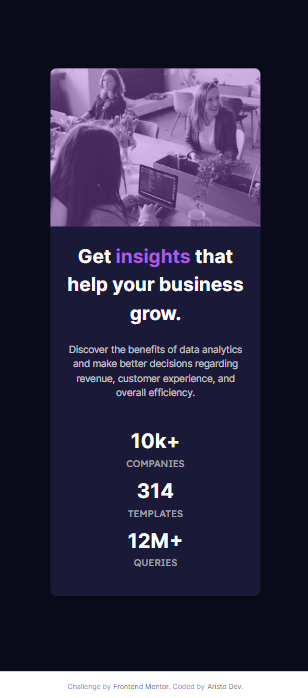 Get insights that
help your business
grow.
Discover the benefits of data analytics
and make better decisions regarding
revenue, customer experience, and
overall efficiency.
10k+
COMPANIES
314
TEMPLATES
12M+
QUERIES
Challenge by Frontend Mentor. Coded by Aristo Dev.